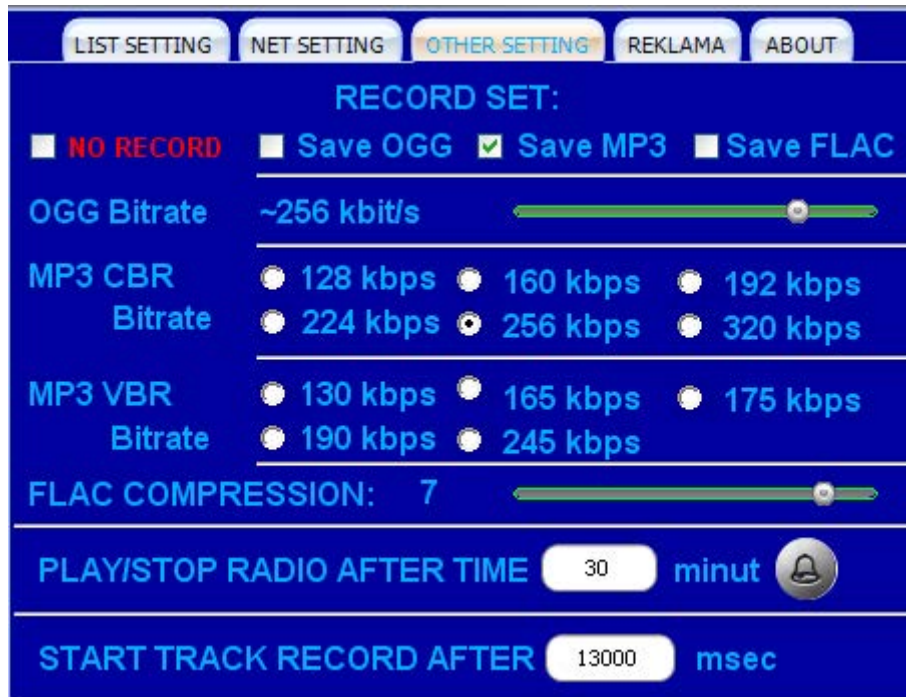 LIST SETTING NET SETTING OTHER SETTING REKLAMA ABOUT
RECORD SET:
NO RECORD Save OGG Save MP3 Save FLAC
OGG Bitrate ~256 kbit/s
MP3 CBR 128 kbps 160 kbps 192 kbps
Bitrate 224 kbps 256 kbps 320 kbps
MP3 VBR 130 kbps 165 kbps 175 kbps
Bitrate 190 kbps 245 kbps
FLAC COMPRESSION: 7
PLAY/STOP RADIO AFTER TIME 30 minut
START TRACK RECORD AFTER 13000 msec